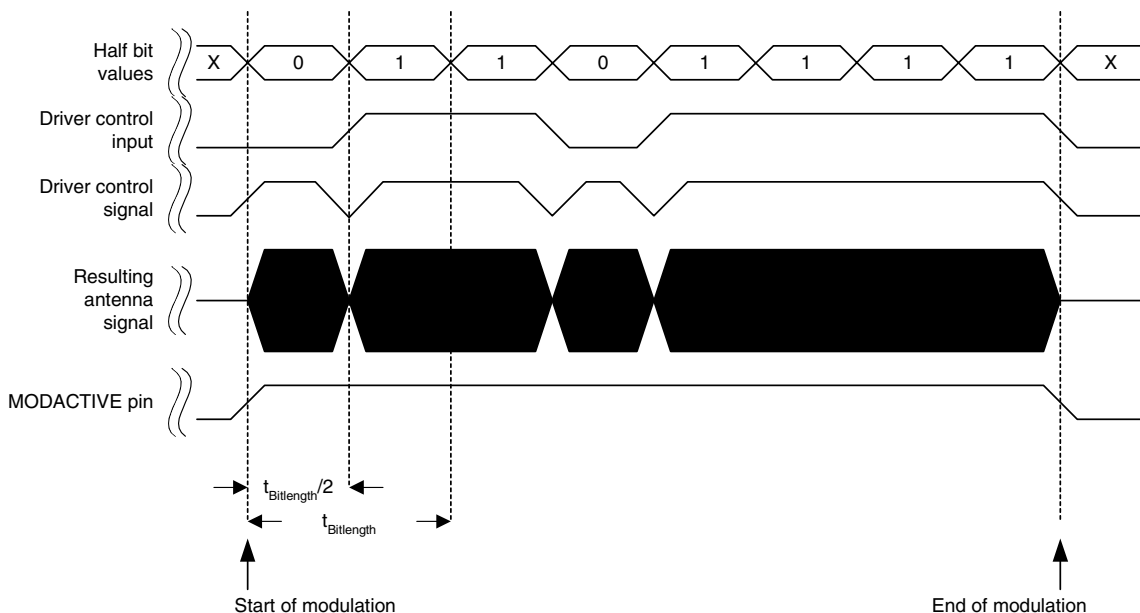 Half bit
values
X 0 1 1 0 1 1 1 1 X
Driver control
input
Driver control
signal
Resulting
antenna
signal
MODACTIVE pin
tBitlength/2
tBitlength
Start of modulation End of modulation